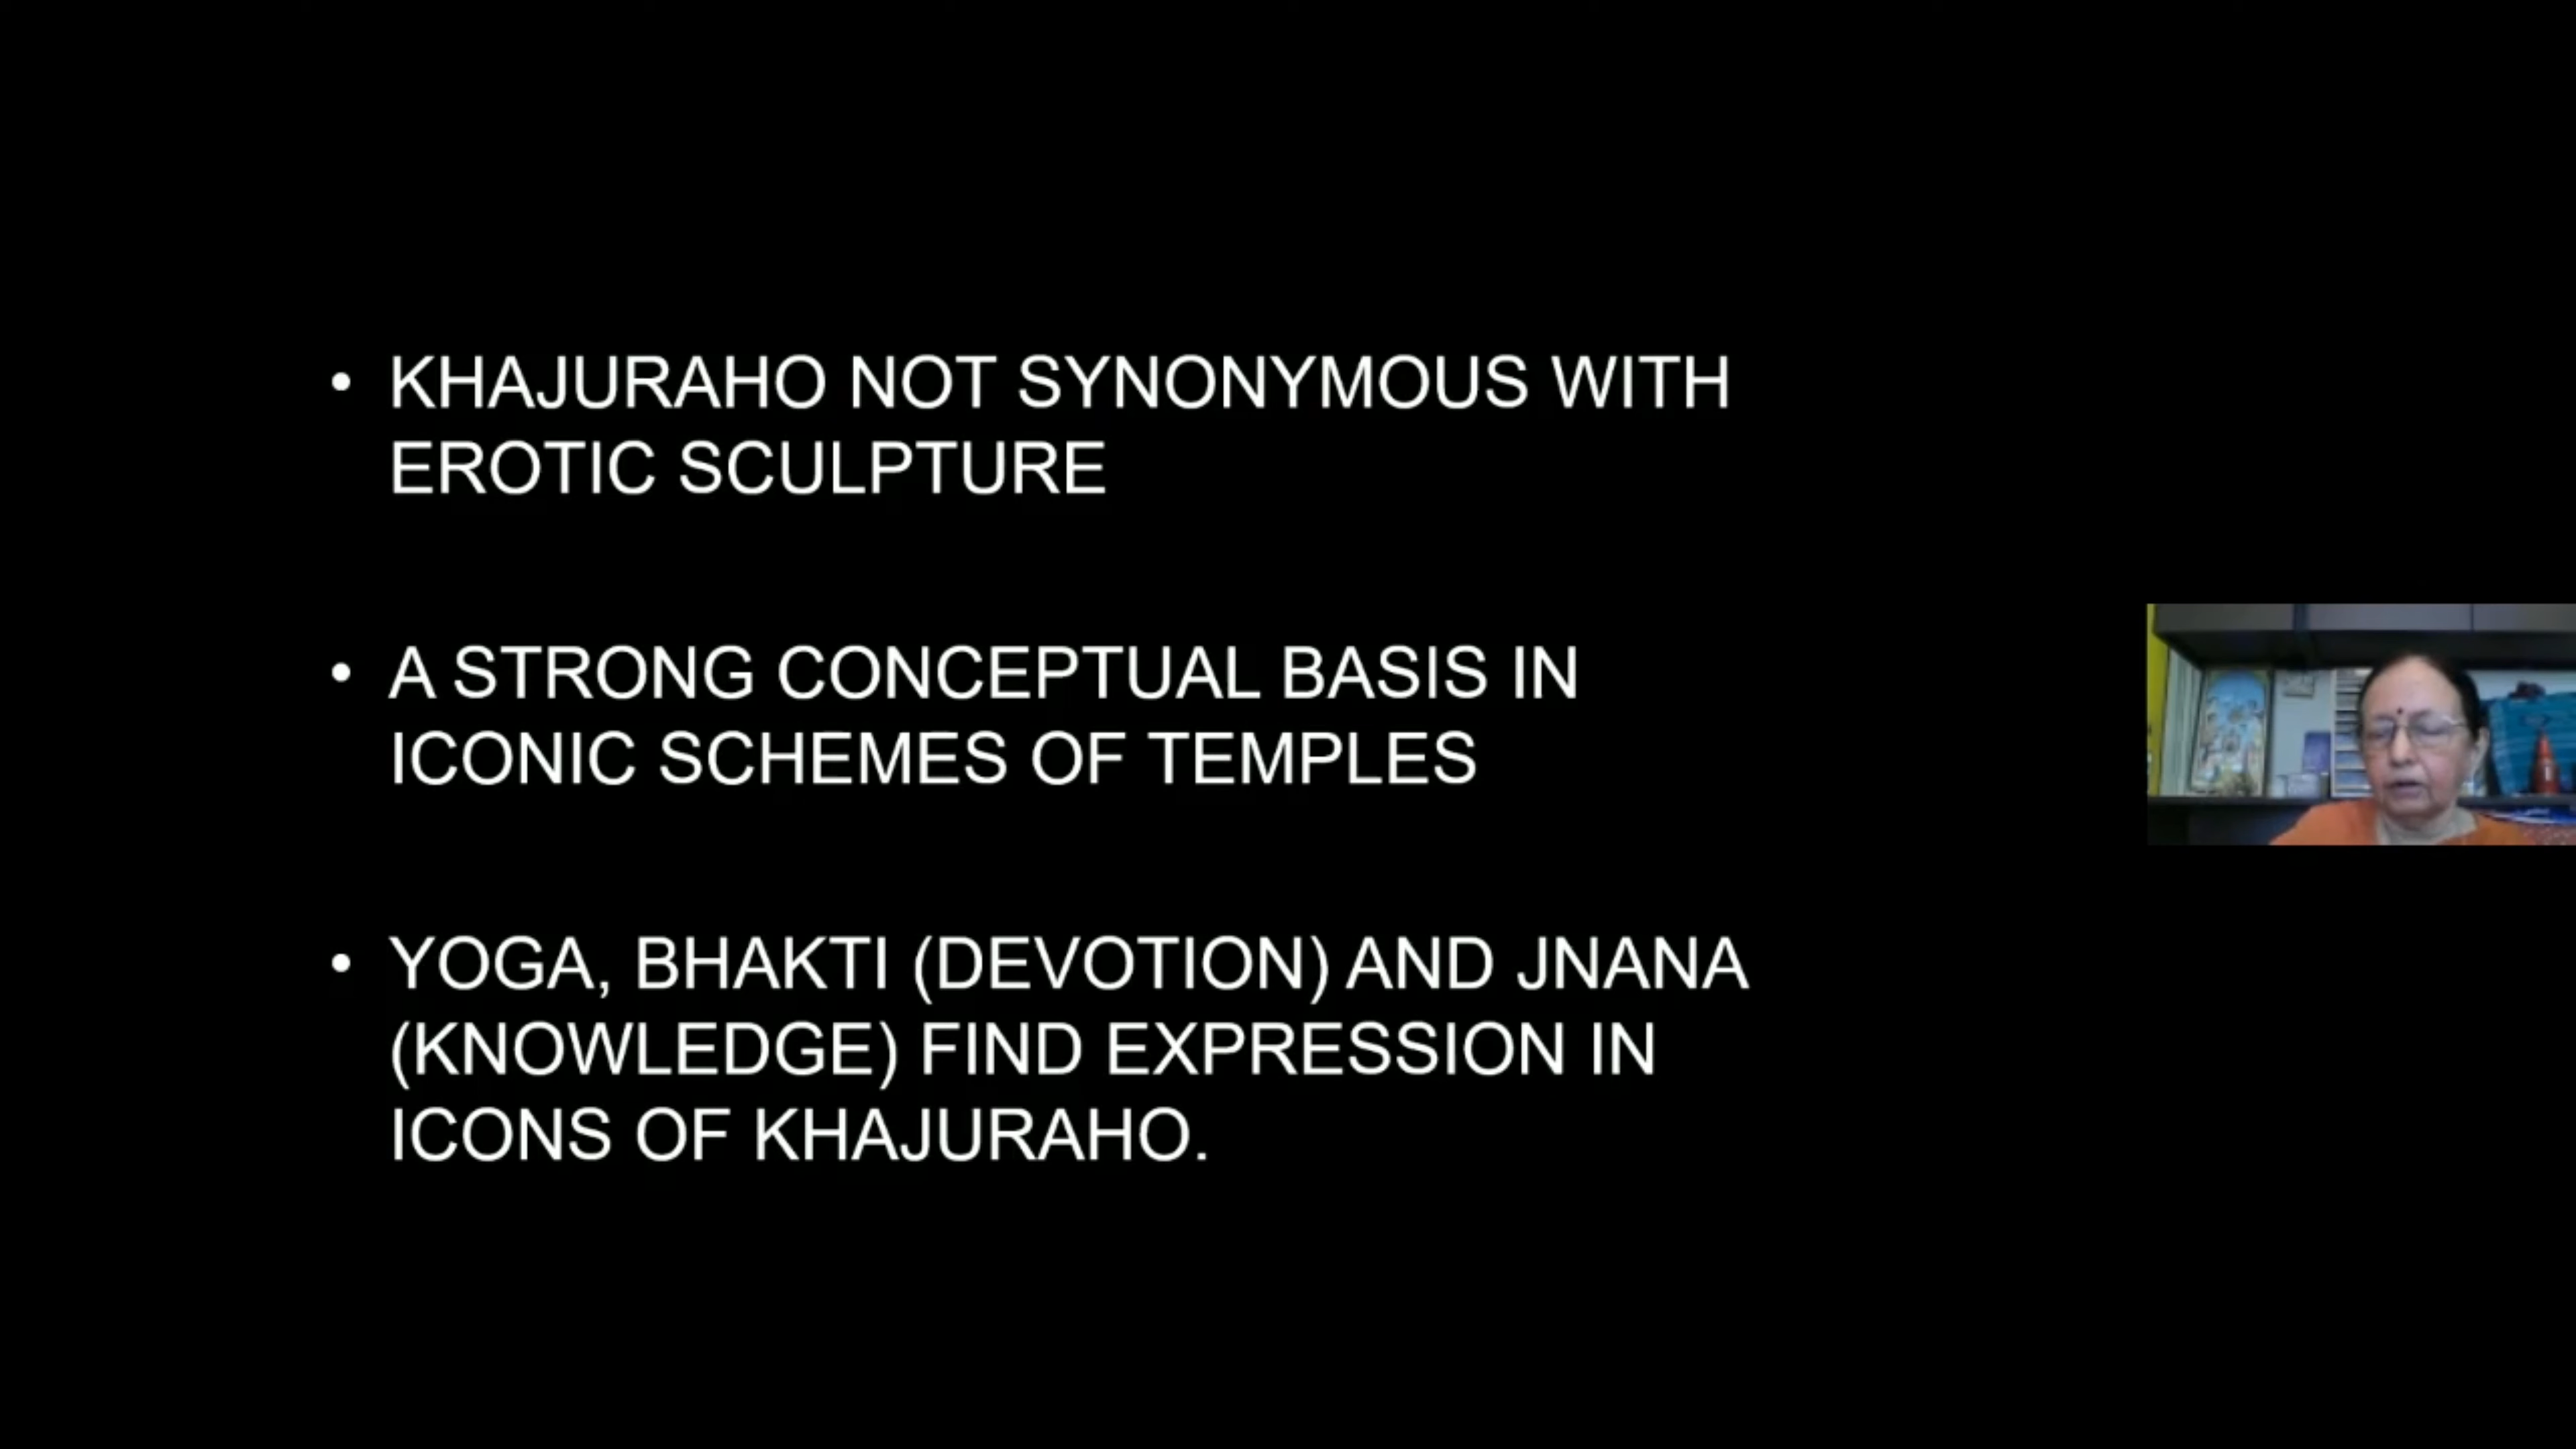 • KHAJURAHO NOT SYNONYMOUS WITH
EROTIC SCULPTURE
• A STRONG CONCEPTUAL BASIS IN
ICONIC SCHEMES OF TEMPLES
• YOGA, BHAKTI (DEVOTION) AND JNANA
(KNOWLEDGE) FIND EXPRESSION IN
ICONS OF KHAJURAHO.